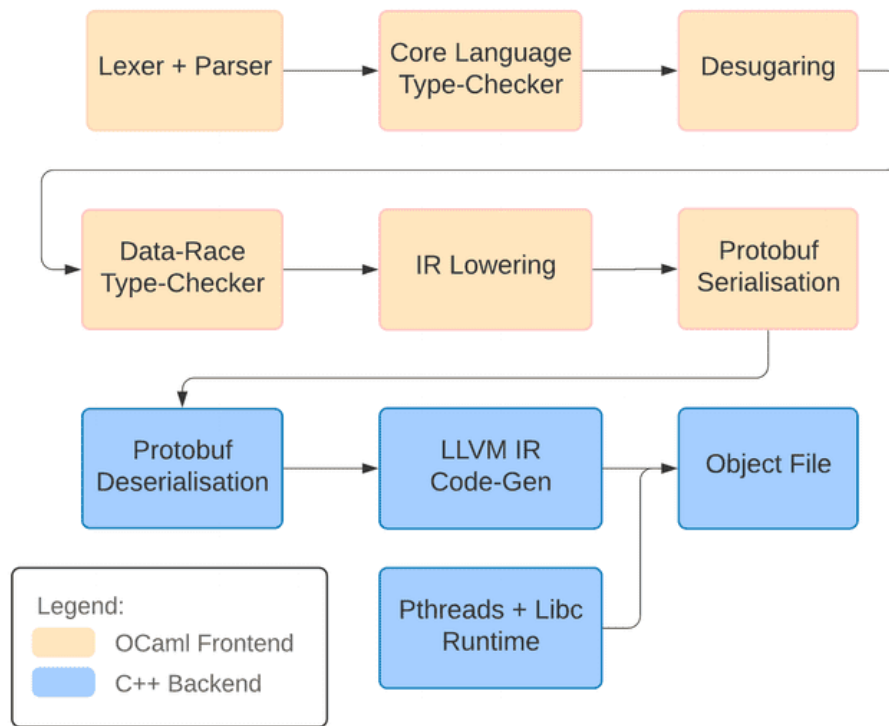 Lexer + Parser
Core Language
Type-Checker
Desugaring
Data-Race
Type-Checker
IR Lowering
Protobuf
Serialisation
Protobuf
Deserialisation
LLVM IR
Code-Gen
Object File
Pthreads + Libc
Runtime
Legend:
OCaml Frontend
C++ Backend